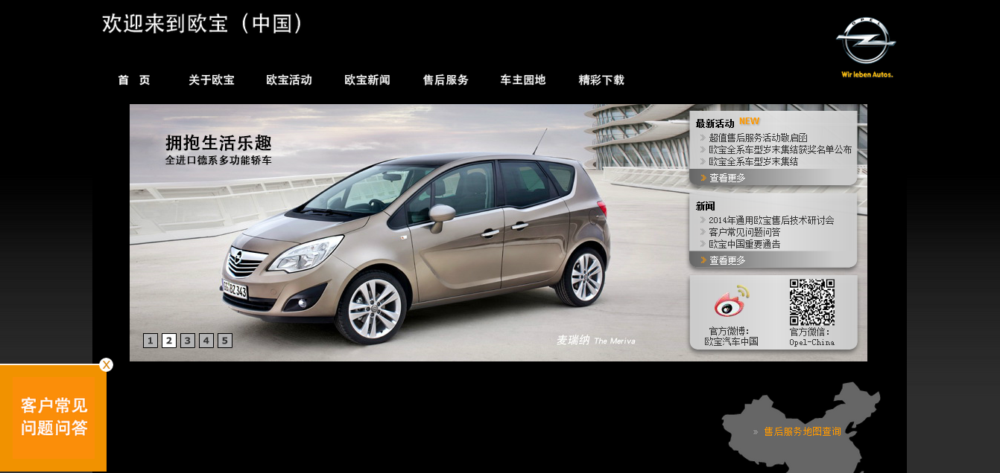 欢迎来到欧宝（中国）
OPEL
Wir leben Autos.
首 页 关于欧宝 欧宝活动 欧宝新闻 售后服务 车主园地 精彩下载
拥抱生活乐趣
全进口德系多功能轿车
最新活动 NEW
超值售后服务活动敬启函
欧宝全系车型岁末集结获奖名单公布
欧宝全系车型岁末集结
查看更多
新闻
2014年通用欧宝售后技术研讨会
客户常见问题问答
欧宝中国重要通告
查看更多
官方微博：
欧宝汽车中国
官方微信：
Opel-China
GG BZ 343
1 2 3 4 5
麦瑞纳 The Meriva
X
客户常见
问题问答
» 售后服务地图查询